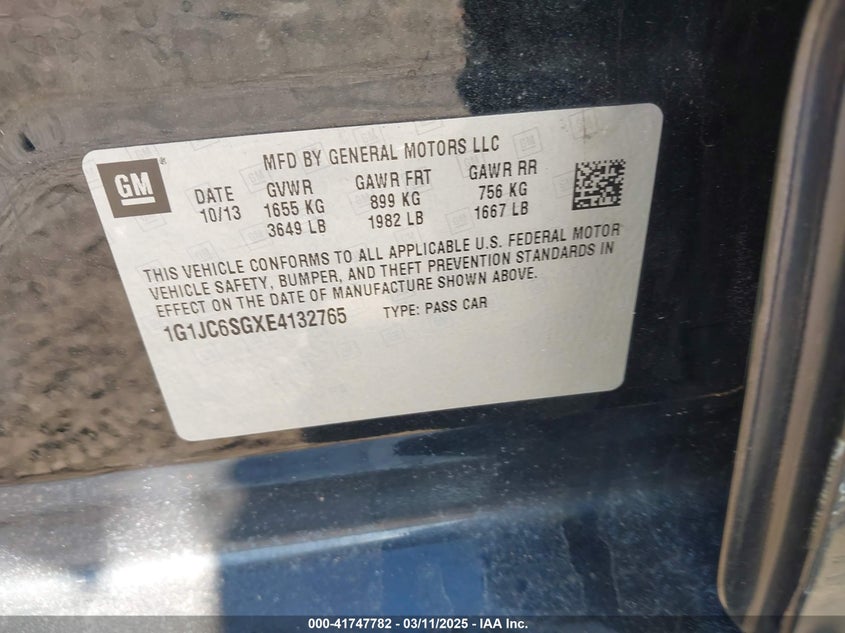 GM
MFD BY GENERAL MOTORS LLC
DATE GVWR GAWR FRT GAWR RR
10/13 1655 KG 899 KG 756 KG
3649 LB 1982 LB 1667 LB
THIS VEHICLE CONFORMS TO ALL APPLICABLE U.S. FEDERAL MOTOR
VEHICLE SAFETY, BUMPER, AND THEFT PREVENTION STANDARDS IN
EFFECT ON THE DATE OF MANUFACTURE SHOWN ABOVE.
1G1JC6SGXE4132765 TYPE: PASS CAR
000-41747782 - 03/11/2025 - IAA Inc.